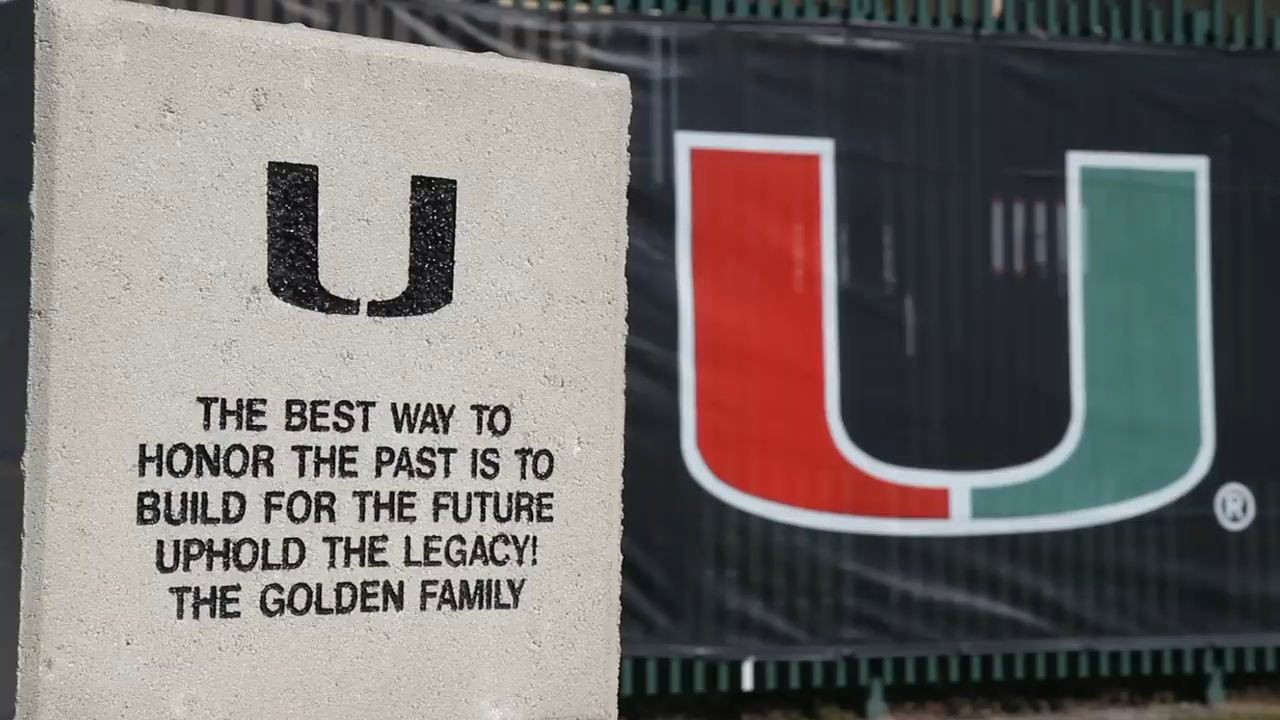 U
THE BEST WAY TO
HONOR THE PAST IS TO
BUILD FOR THE FUTURE
UPHOLD THE LEGACY!
THE GOLDEN FAMILY
U
®